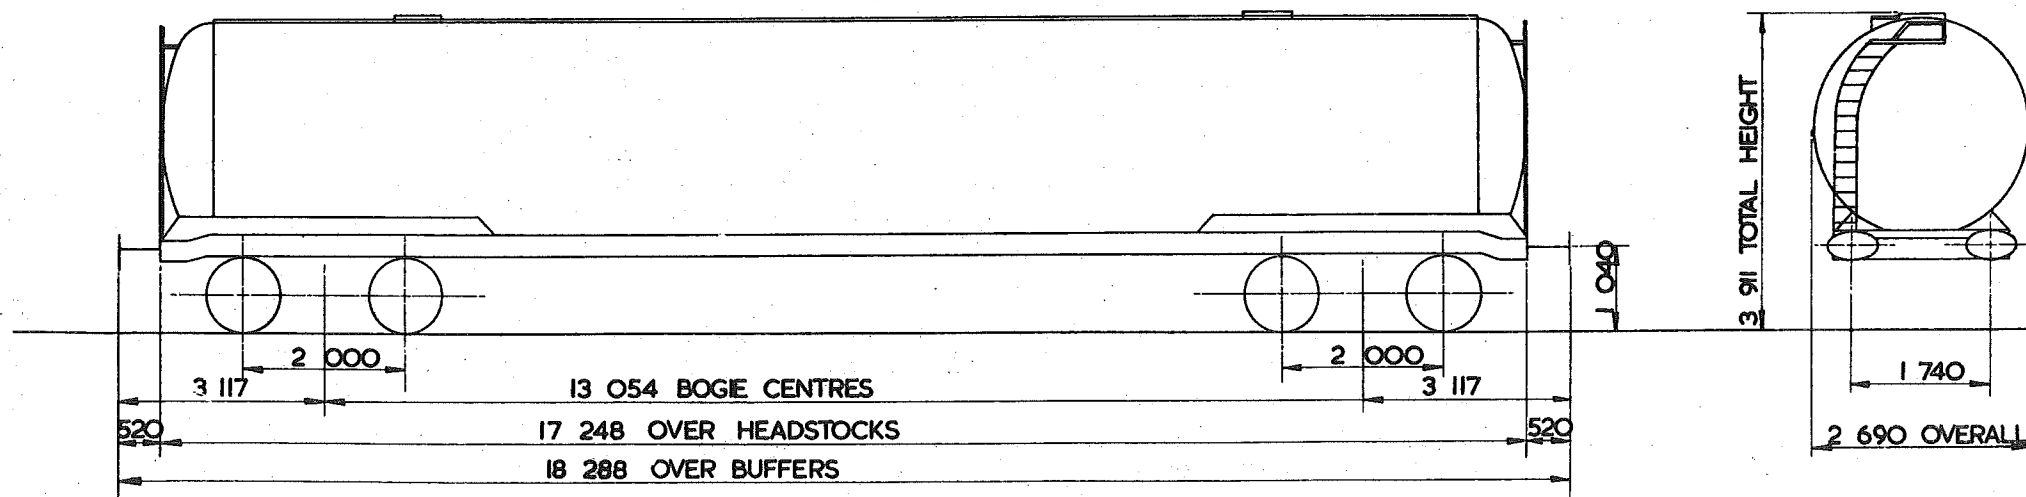 3 911 TOTAL HEIGHT
1 040
2 000
2 000
1 740
3 117
13 054 BOGIE CENTRES
3 117
520
17 248 OVER HEADSTOCKS
520
2 690 OVERALL
18 288 OVER BUFFERS